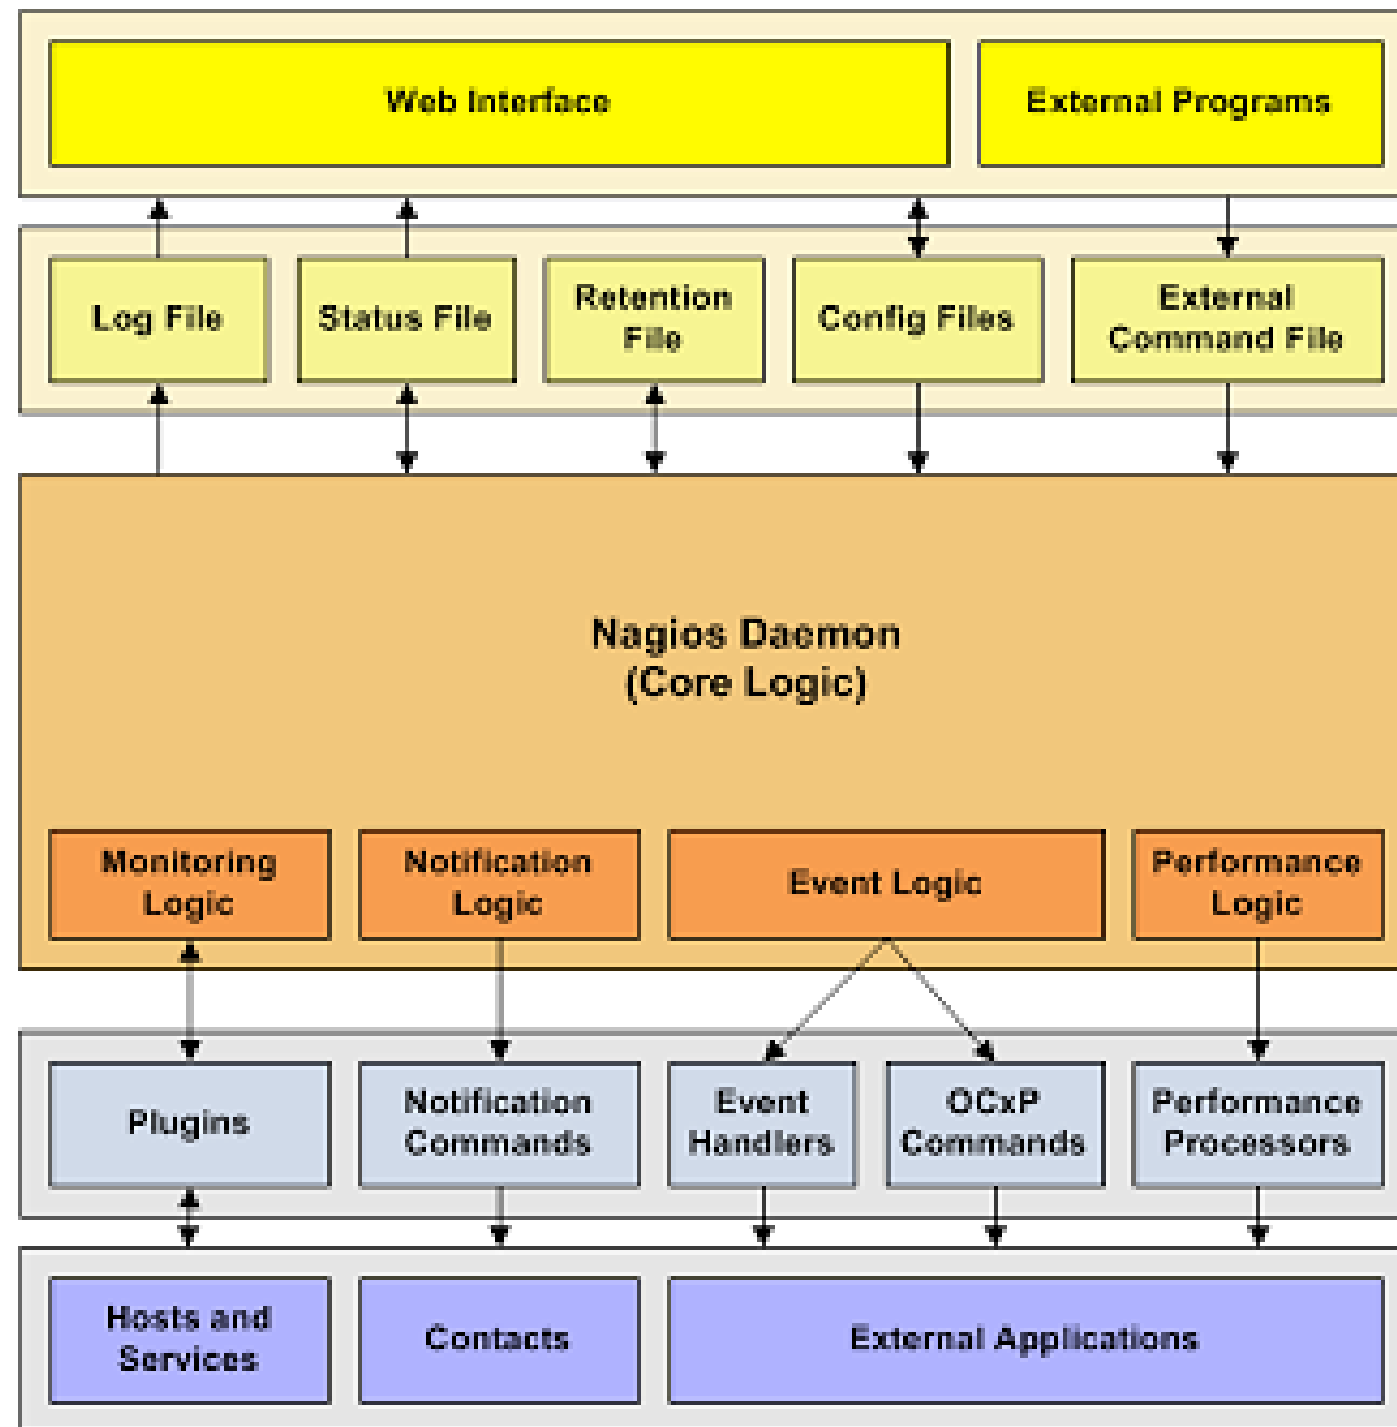 Web Interface
External Programs
Log File
Status File
Retention
File
Config Files
External
Command File
Nagios Daemon
(Core Logic)
Monitoring
Logic
Notification
Logic
Event Logic
Performance
Logic
Plugins
Notification
Commands
Event
Handlers
OCxP
Commands
Performance
Processors
Hosts and
Services
Contacts
External Applications